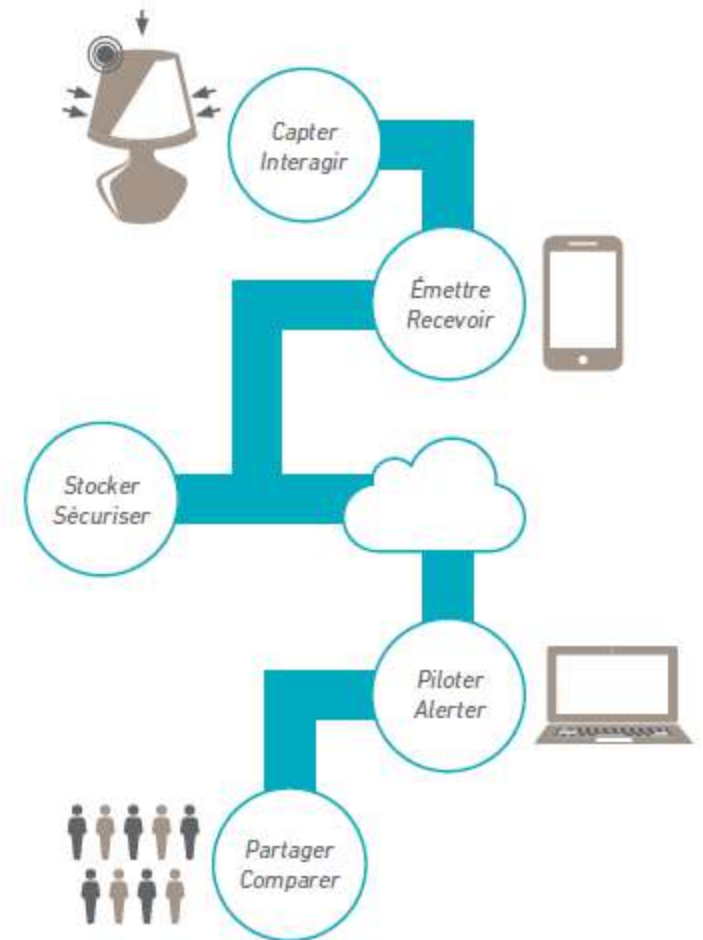 Capter
Interagir
Émettre
Recevoir
Stocker
Sécuriser
Piloter
Alerter
Partager
Comparer